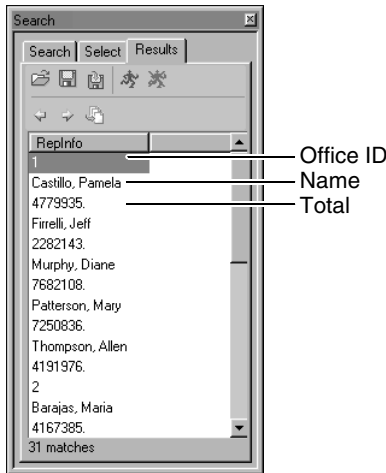 Search
Search Select Results
RepInfo
1
Office ID
Castillo, Pamela
Name
4779935.
Total
Firrelli, Jeff
2282143.
Murphy, Diane
7682108.
Patterson, Mary
7250836.
Thompson, Allen
4191976.
2
Barajas, Maria
4167385.
31 matches